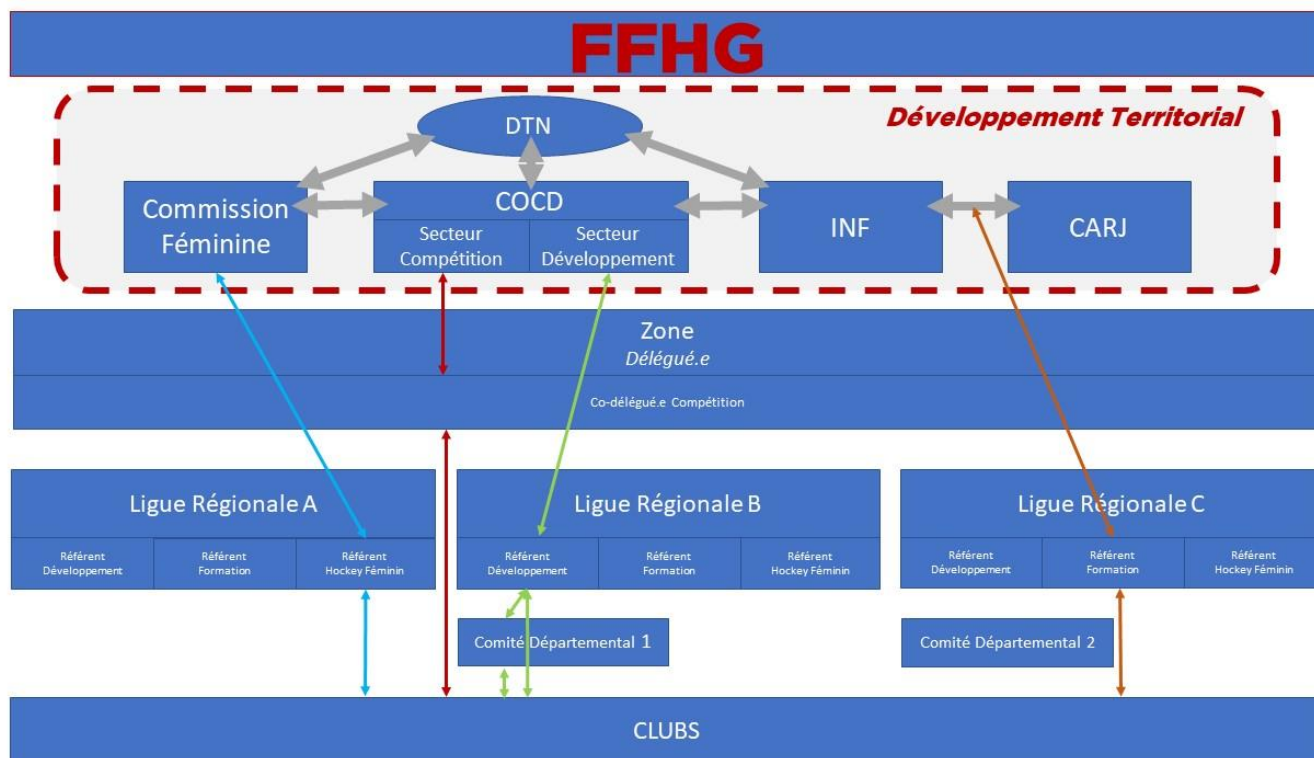 FFHG
Développement Territorial
DTN
Commission
Féminine
COCD
Secteur
Compétition
Secteur
Développement
INF
CARJ
Zone
Délégué.e
Co-délégué.e Compétition
Ligue Régionale A
Référent
Développement
Référent
Formation
Référent
Hockey Féminin
Ligue Régionale B
Référent
Développement
Référent
Formation
Référent
Hockey Féminin
Ligue Régionale C
Référent
Développement
Référent
Formation
Référent
Hockey Féminin
Comité Départemental 1
Comité Départemental 2
CLUBS